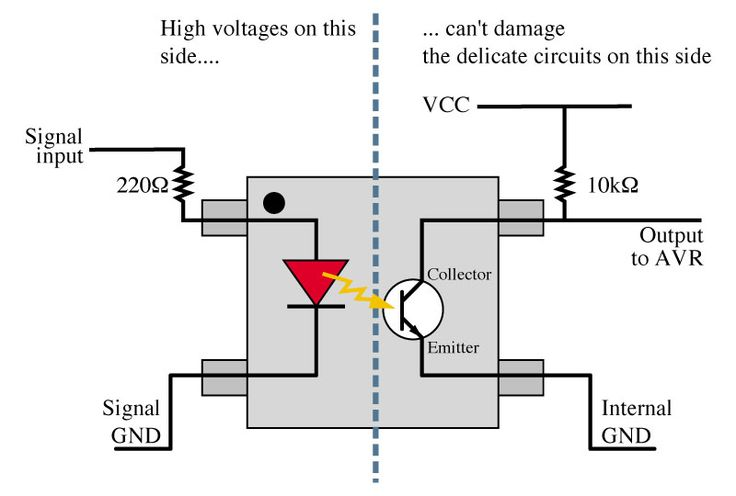 High voltages on this
side....
... can't damage
the delicate circuits on this side
VCC
Signal
input
220Ω
10kΩ
Output
to AVR
Collector
Emitter
Signal
GND
Internal
GND